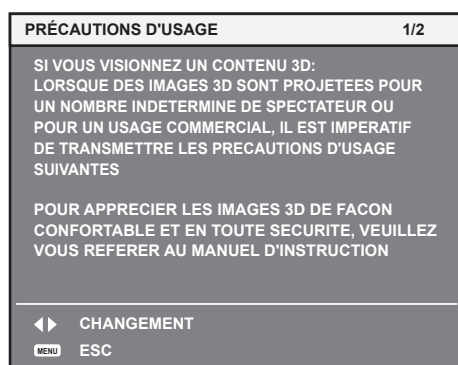 PRÉCAUTIONS D'USAGE 1/2
SI VOUS VISIONNEZ UN CONTENU 3D:
LORSQUE DES IMAGES 3D SONT PROJETEES POUR
UN NOMBRE INDETERMINE DE SPECTATEUR OU
POUR UN USAGE COMMERCIAL, IL EST IMPERATIF
DE TRANSMETTRE LES PRECAUTIONS D'USAGE
SUIVANTES
POUR APPRECIER LES IMAGES 3D DE FACON
CONFORTABLE ET EN TOUTE SECURITE, VEUILLEZ
VOUS REFERER AU MANUEL D'INSTRUCTION
CHANGEMENT
MENU ESC